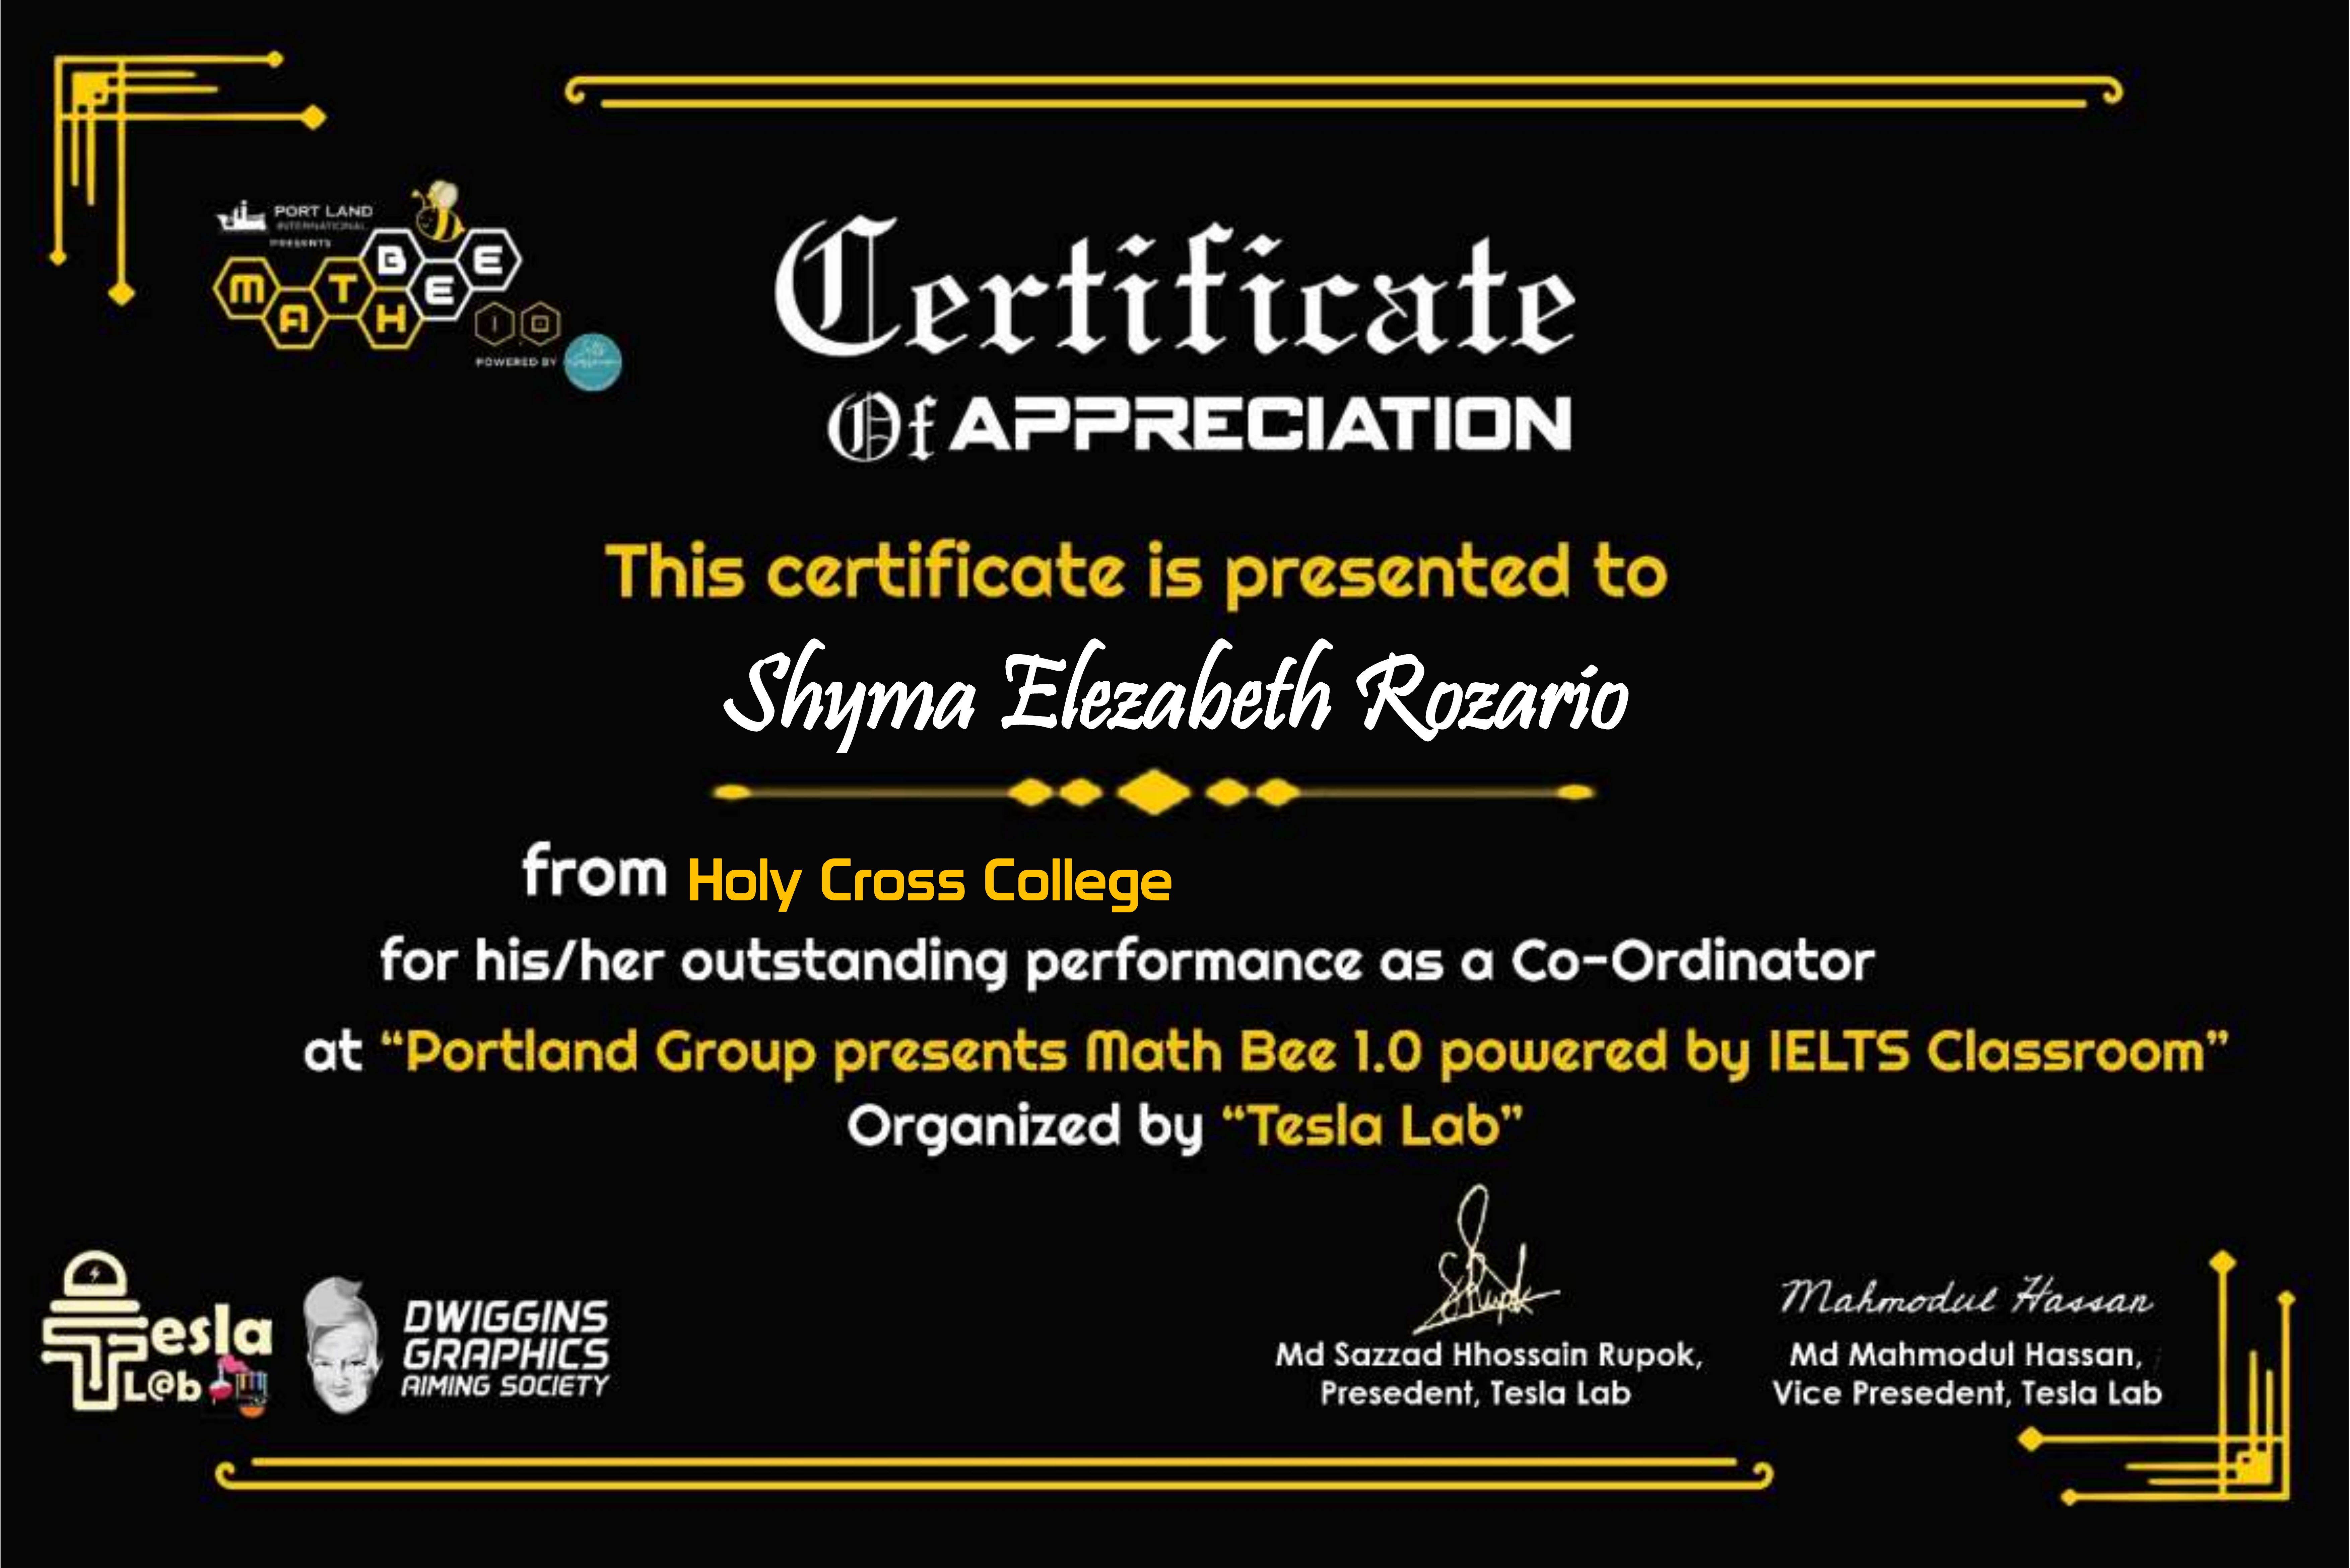 PORT LAND
INTERNATIONAL
PRESENTS
MATH BEE
1.0
POWERED BY
Certificate
Of APPRECIATION
This certificate is presented to
Shyma Elezabeth Rozario
from Holy Cross College
for his/her outstanding performance as a Co-Ordinator
at “Portland Group presents Math Bee 1.0 powered by IELTS Classroom”
Organized by “Tesla Lab”
Tesla
L@b
DWIGGINS
GRAPHICS
AIMING SOCIETY
Mahmodul Hassan
Md Sazzad Hhossain Rupok,
Presedent, Tesla Lab
Md Mahmodul Hassan,
Vice Presedent, Tesla Lab